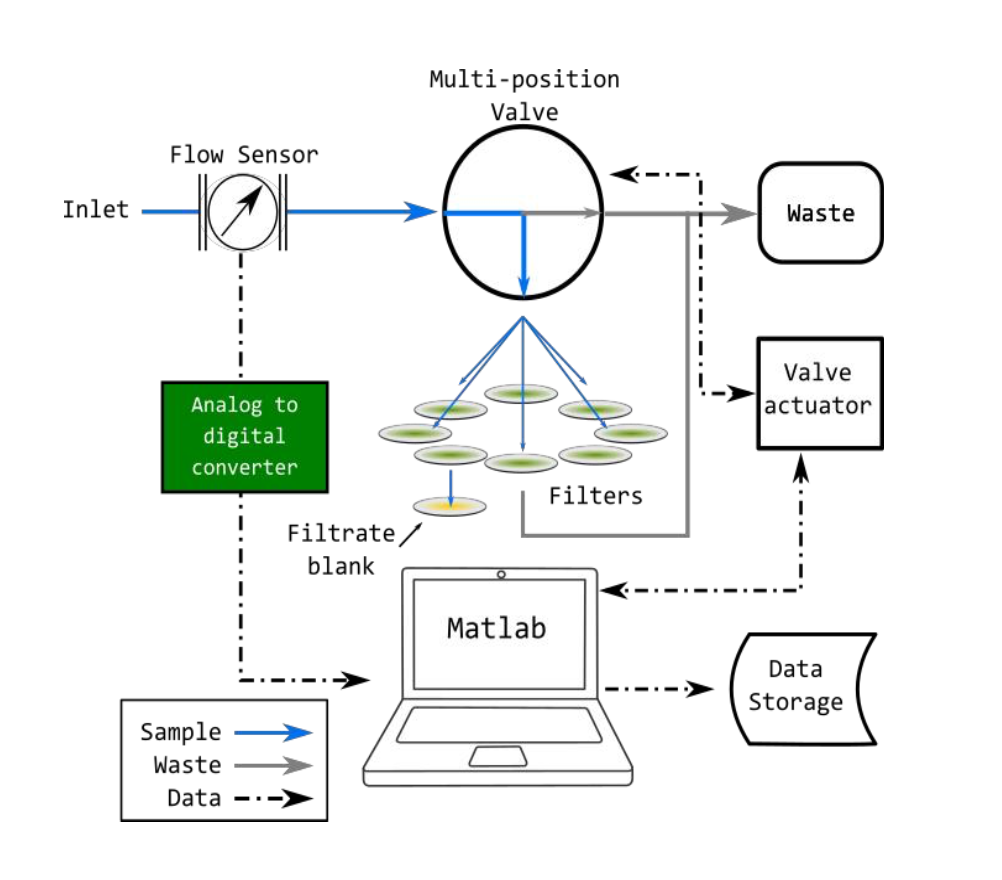 Multi-position
Valve
Flow Sensor
Inlet
Waste
Valve
actuator
Analog to
digital
converter
Filters
Filtrate
blank
Matlab
Data
Storage
Sample
Waste
Data